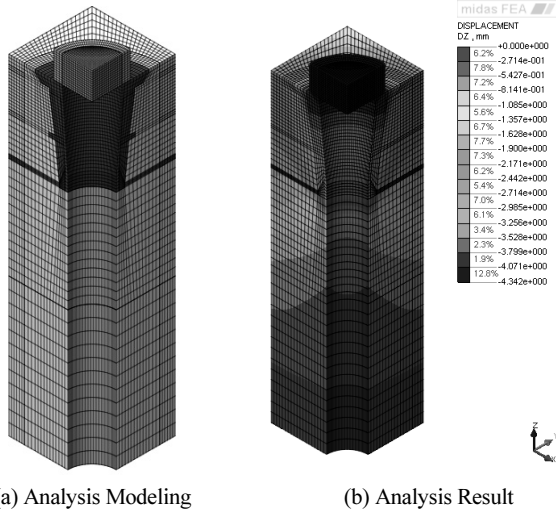 midas FEA
DISPLACEMENT
DZ , mm
+0.000e+000
6.2%
-2.714e-001
7.8%
-5.427e-001
7.2%
-8.141e-001
6.4%
-1.085e+000
5.6%
-1.357e+000
6.7%
-1.628e+000
7.7%
-1.900e+000
7.3%
-2.171e+000
6.2%
-2.442e+000
5.4%
-2.714e+000
7.0%
-2.985e+000
6.1%
-3.256e+000
3.4%
-3.528e+000
2.3%
-3.799e+000
1.9%
-4.071e+000
12.8%
-4.342e+000
Z
a) Analysis Modeling
(b) Analysis Result